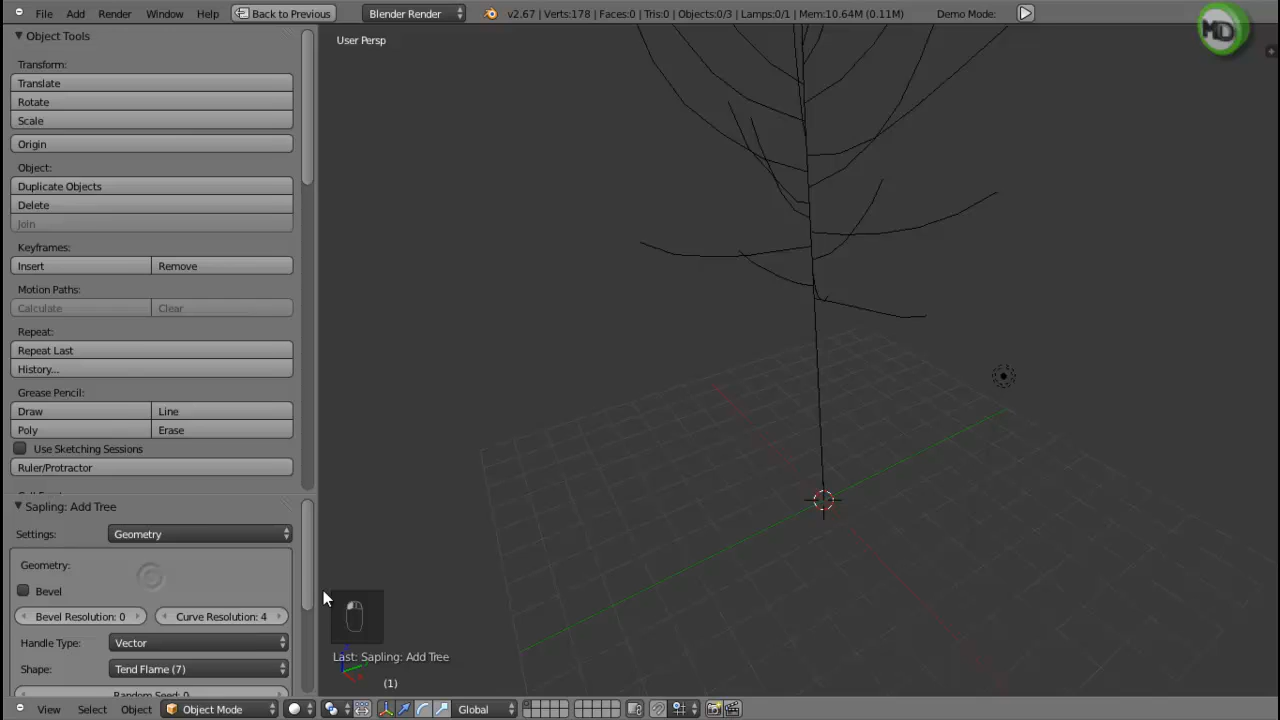 File Add Render Window Help Back to Previous Blender Render v2.67 | Verts:178 | Faces:0 | Tris:0 | Objects:0/3 | Lamps:0/1 | Mem:10.64M (0.11M) Demo Mode:
MD
Object Tools
User Persp
Transform:
Translate
Rotate
Scale
Origin
Object:
Duplicate Objects
Delete
Join
Keyframes:
Insert Remove
Motion Paths:
Calculate Clear
Repeat:
Repeat Last
History...
Grease Pencil:
Draw Line
Poly Erase
Use Sketching Sessions
Ruler/Protractor
Sapling: Add Tree
Settings: Geometry
Geometry:
Bevel
Bevel Resolution: 0 Curve Resolution: 4
Handle Type: Vector
Last: Sapling: Add Tree
Shape: Tend Flame (7)
(1)
Random Seed: 0
View Select Object Object Mode Global